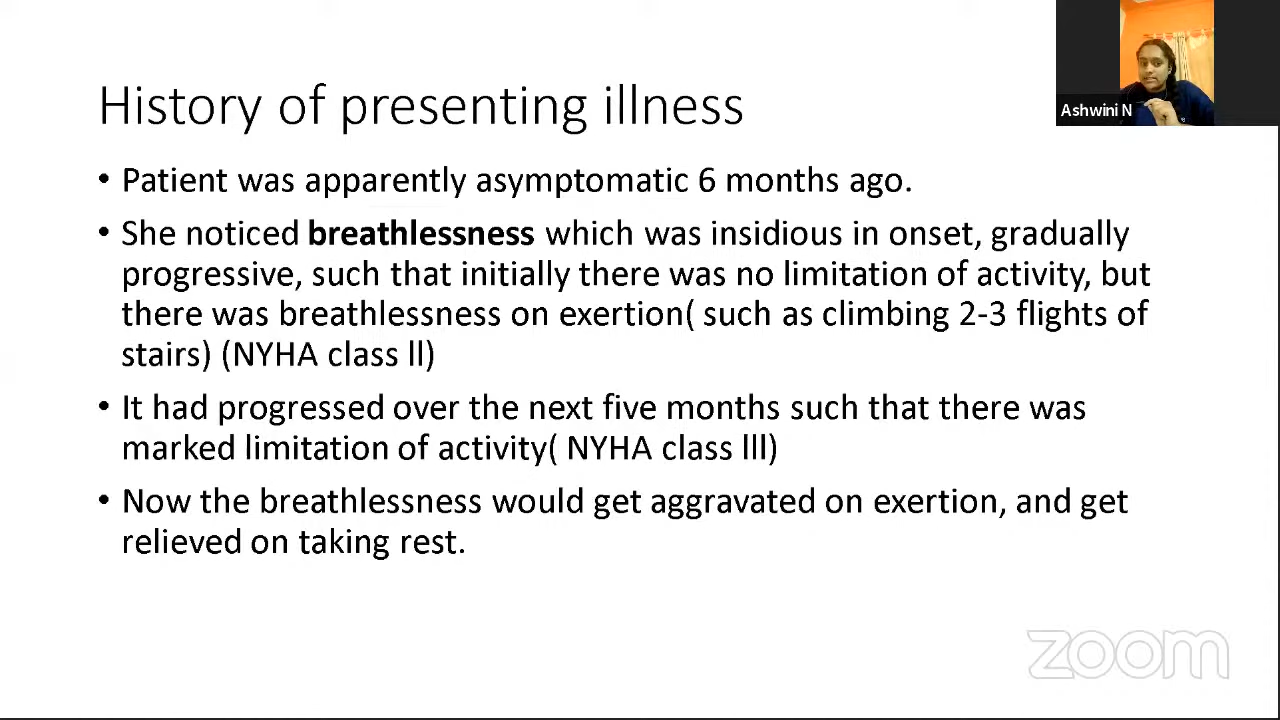 History of presenting illness
• Patient was apparently asymptomatic 6 months ago.
• She noticed breathlessness which was insidious in onset, gradually
progressive, such that initially there was no limitation of activity, but
there was breathlessness on exertion( such as climbing 2-3 flights of
stairs) (NYHA class ll)
• It had progressed over the next five months such that there was
marked limitation of activity( NYHA class lll)
• Now the breathlessness would get aggravated on exertion, and get
relieved on taking rest.
Ashwini N
zoom